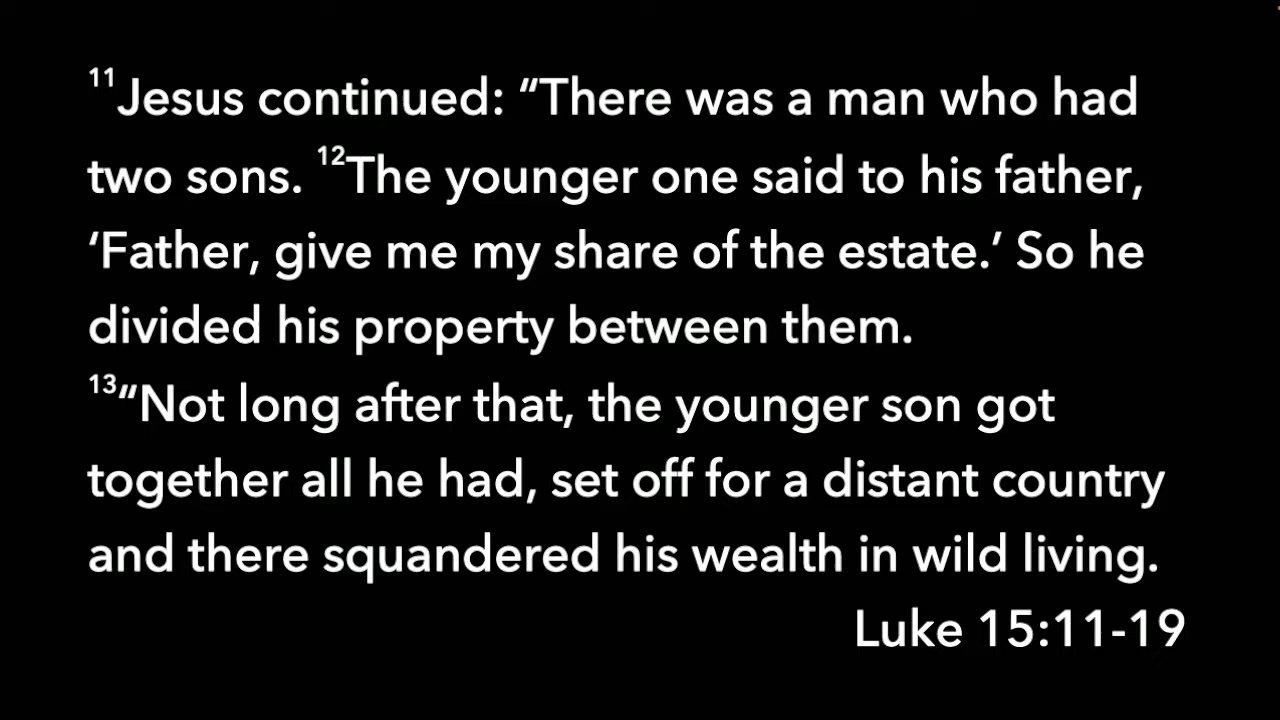 ¹¹Jesus continued: “There was a man who had
two sons. ¹²The younger one said to his father,
‘Father, give me my share of the estate.’ So he
divided his property between them.
¹³“Not long after that, the younger son got
together all he had, set off for a distant country
and there squandered his wealth in wild living.
Luke 15:11-19